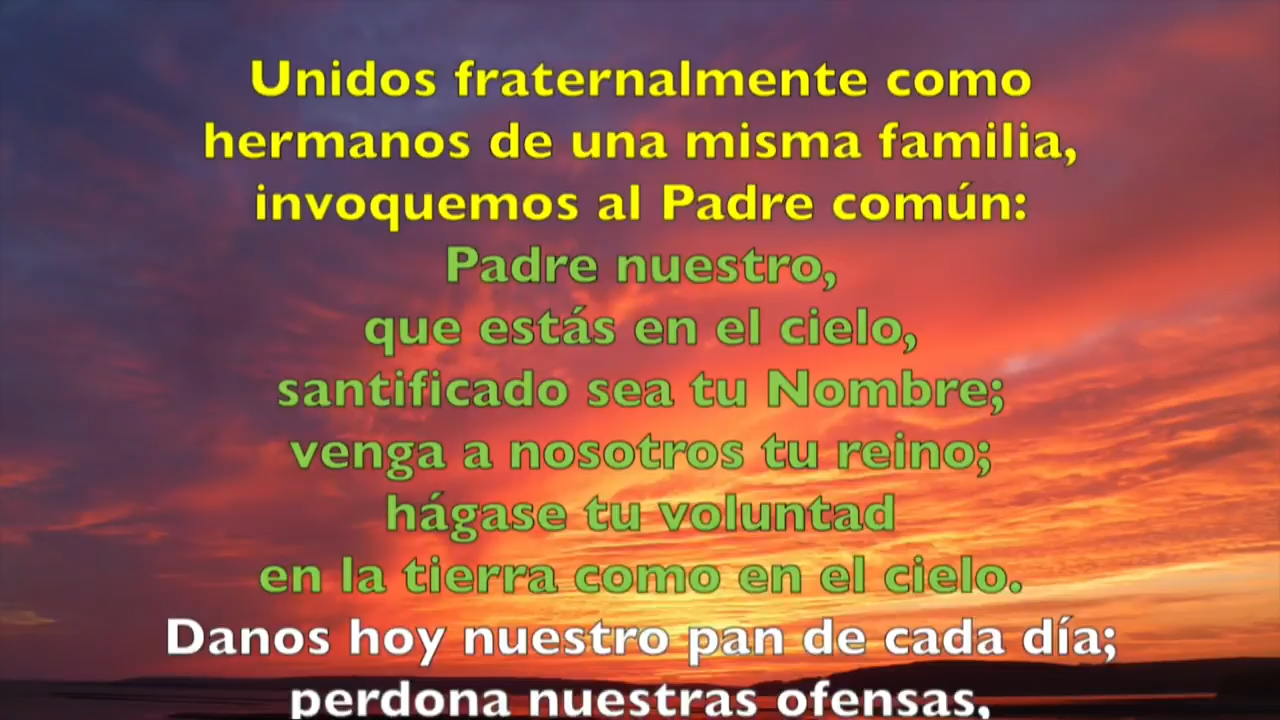 Unidos fraternalmente como
hermanos de una misma familia,
invoquemos al Padre común:
Padre nuestro,
que estás en el cielo,
santificado sea tu Nombre;
venga a nosotros tu reino;
hágase tu voluntad
en la tierra como en el cielo.
Danos hoy nuestro pan de cada día;
perdona nuestras ofensas,